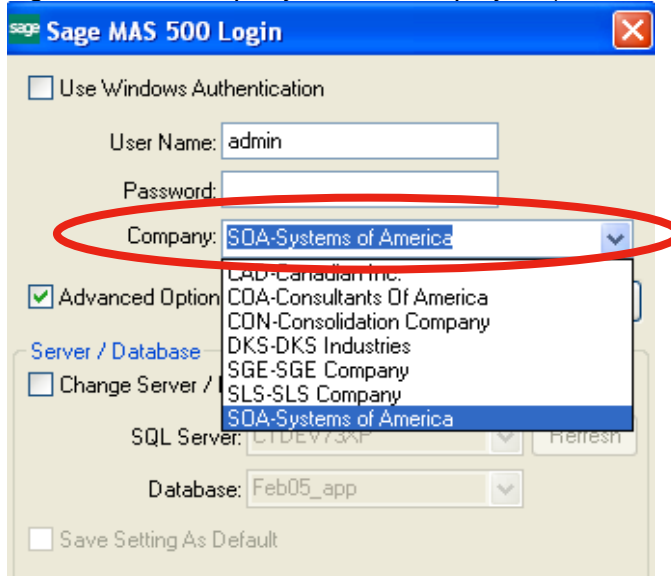 sage Sage MAS 500 Login
Use Windows Authentication
User Name: admin
Password:
Company: SOA-Systems of America
CAD-Canadian Inc.
Advanced Option COA-Consultants Of America
CON-Consolidation Company
Server / Database DKS-DKS Industries
Change Server / SGE-SGE Company
SLS-SLS Company
SOA-Systems of America
SQL Server: CTDEV73XP Refresh
Database: Feb05_app
Save Setting As Default